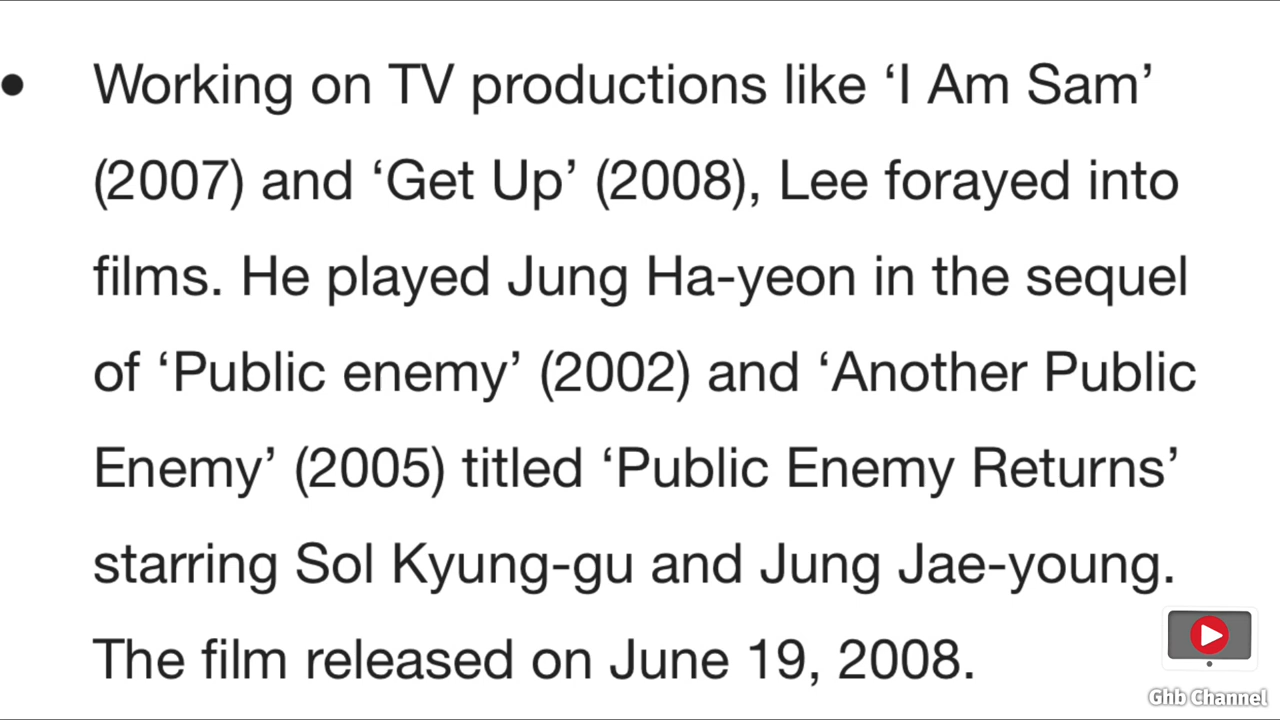 • Working on TV productions like ‘I Am Sam’
(2007) and ‘Get Up’ (2008), Lee forayed into
films. He played Jung Ha-yeon in the sequel
of ‘Public enemy’ (2002) and ‘Another Public
Enemy’ (2005) titled ‘Public Enemy Returns’
starring Sol Kyung-gu and Jung Jae-young.
The film released on June 19, 2008.
Ghb Channel